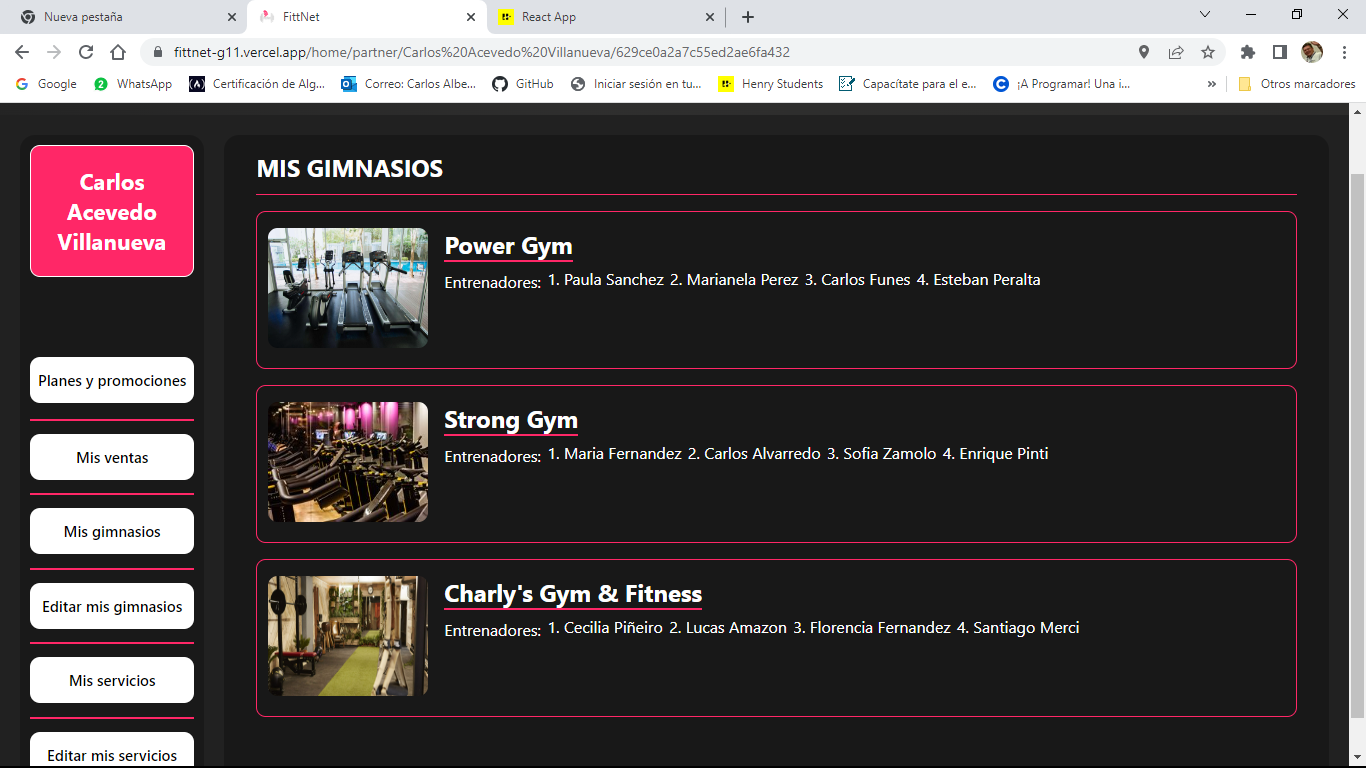 Nueva pestaña
FittNet
React App
fittnet-g11.vercel.app/home/partner/Carlos%20Acevedo%20Villanueva/629ce0a2a7c55ed2ae6fa432
Google
WhatsApp
Certificación de Alg...
Correo: Carlos Albe...
GitHub
Iniciar sesión en tu...
Henry Students
Capacítate para el e...
¡A Programar! Una i...
»
Otros marcadores
Carlos
Acevedo
Villanueva
Planes y promociones
Mis ventas
Mis gimnasios
Editar mis gimnasios
Mis servicios
Editar mis servicios
MIS GIMNASIOS
Power Gym
Entrenadores: 1. Paula Sanchez 2. Marianela Perez 3. Carlos Funes 4. Esteban Peralta
Strong Gym
Entrenadores: 1. Maria Fernandez 2. Carlos Alvarredo 3. Sofia Zamolo 4. Enrique Pinti
Charly's Gym & Fitness
Entrenadores: 1. Cecilia Piñeiro 2. Lucas Amazon 3. Florencia Fernandez 4. Santiago Merci